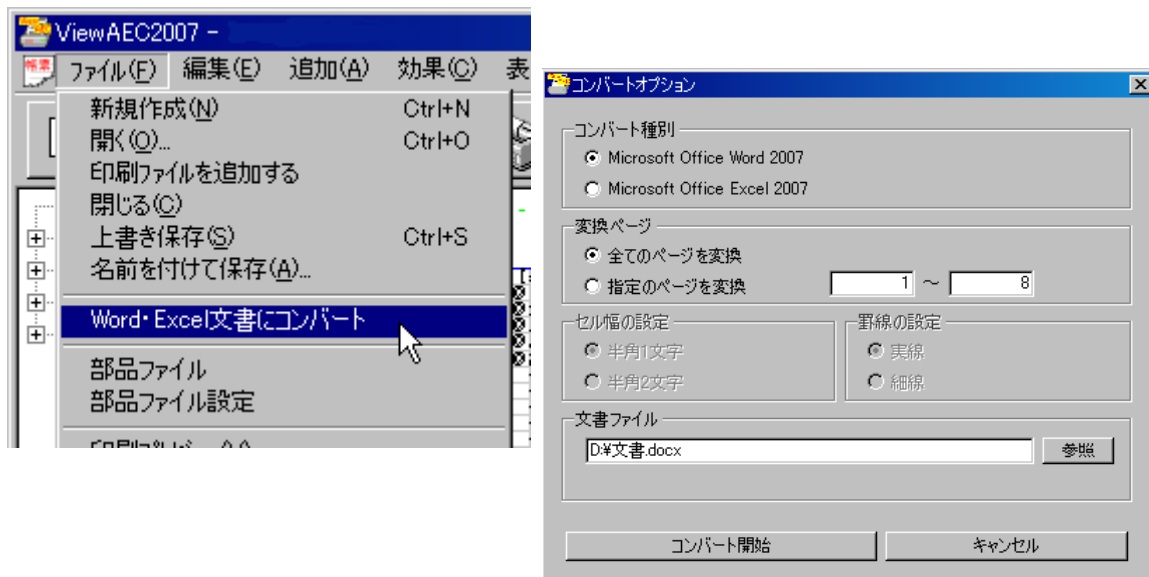 ViewAEC2007 -
ファイル(F) 編集(E) 追加(A) 効果(C) 表
新規作成(N) Ctrl+N
開く(O)... Ctrl+O
印刷ファイルを追加する
閉じる(C)
上書き保存(S) Ctrl+S
名前を付けて保存(A)...
Word・Excel文書にコンバート
部品ファイル
部品ファイル設定
コンバートオプション
コンバート種別
Microsoft Office Word 2007
Microsoft Office Excel 2007
変換ページ
全てのページを変換
指定のページを変換 1 ～ 8
セル幅の設定
半角1文字
半角2文字
罫線の設定
実線
細線
文書ファイル
D:¥文書.docx 参照
コンバート開始 キャンセル